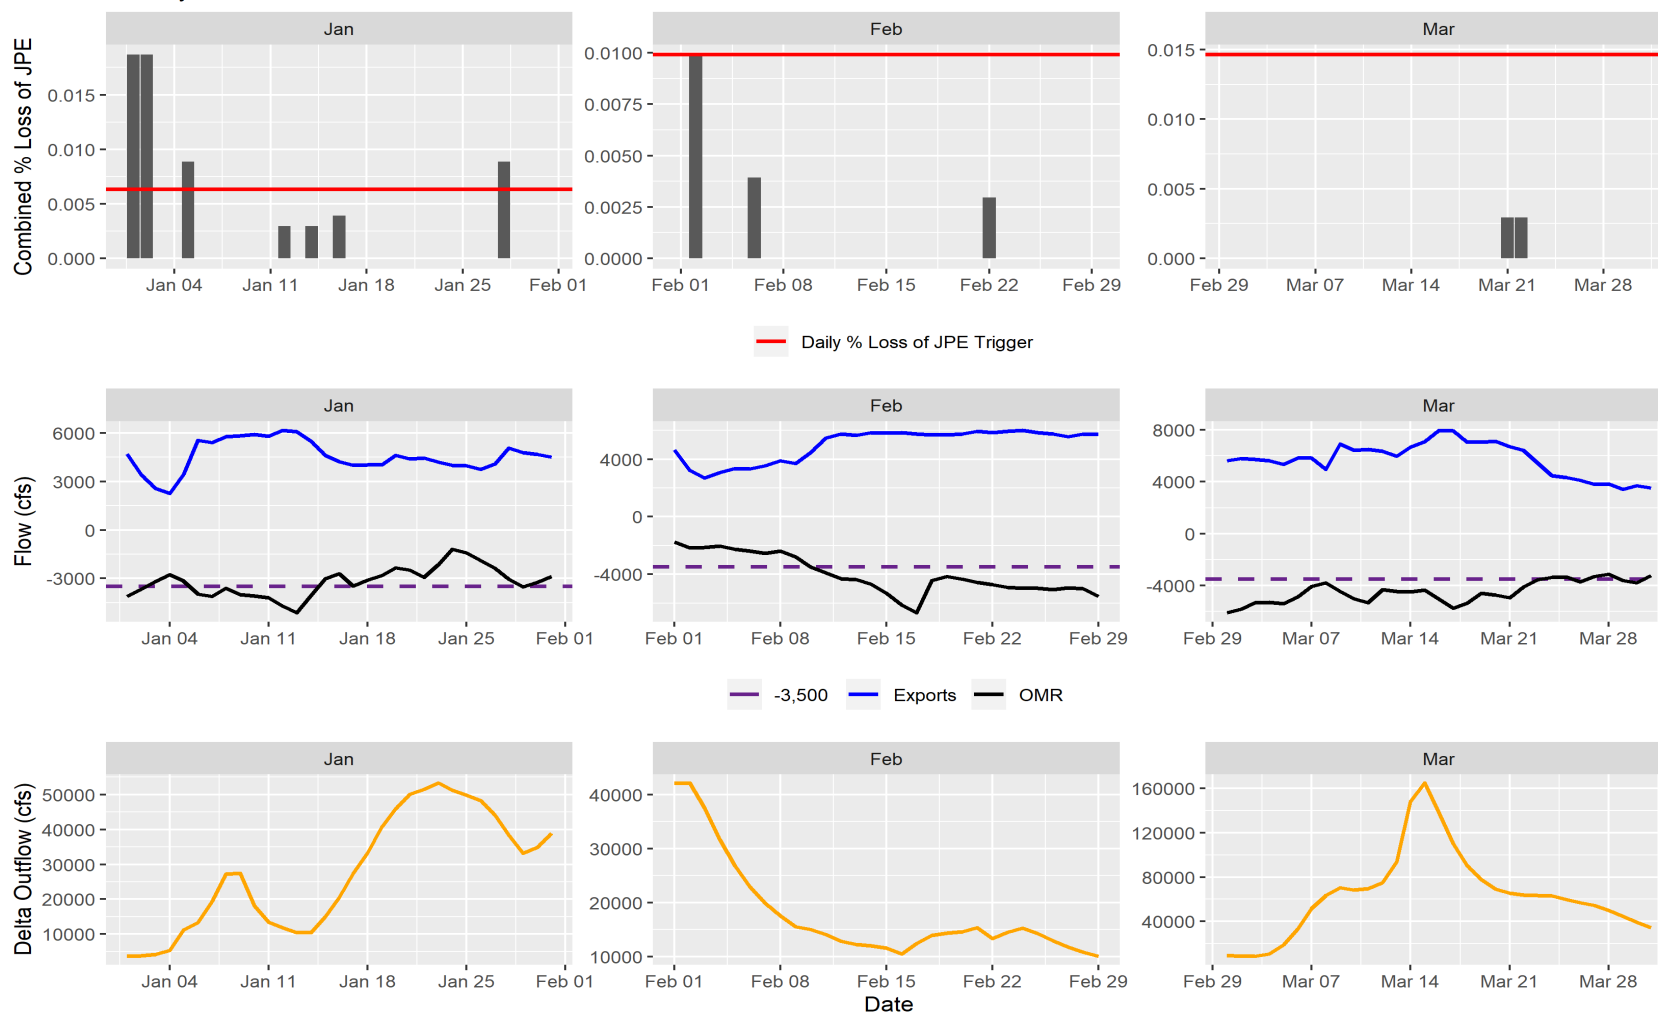 Jan Feb Mar
Combined % Loss of JPE
0.015 0.010 0.005 0.000
0.0100 0.0075 0.0050 0.0025 0.0000
0.015 0.010 0.005 0.000
Jan 04 Jan 11 Jan 18 Jan 25 Feb 01
Feb 01 Feb 08 Feb 15 Feb 22 Feb 29
Feb 29 Mar 07 Mar 14 Mar 21 Mar 28
Daily % Loss of JPE Trigger
Jan Feb Mar
Flow (cfs)
6000 3000 0 -3000
4000 0 -4000
8000 4000 0 -4000
Jan 04 Jan 11 Jan 18 Jan 25 Feb 01
Feb 01 Feb 08 Feb 15 Feb 22 Feb 29
Feb 29 Mar 07 Mar 14 Mar 21 Mar 28
-3,500 Exports OMR
Jan Feb Mar
Delta Outflow (cfs)
50000 40000 30000 20000 10000
40000 30000 20000 10000
160000 120000 80000 40000
Jan 04 Jan 11 Jan 18 Jan 25 Feb 01
Feb 01 Feb 08 Feb 15 Feb 22 Feb 29
Feb 29 Mar 07 Mar 14 Mar 21 Mar 28
Date